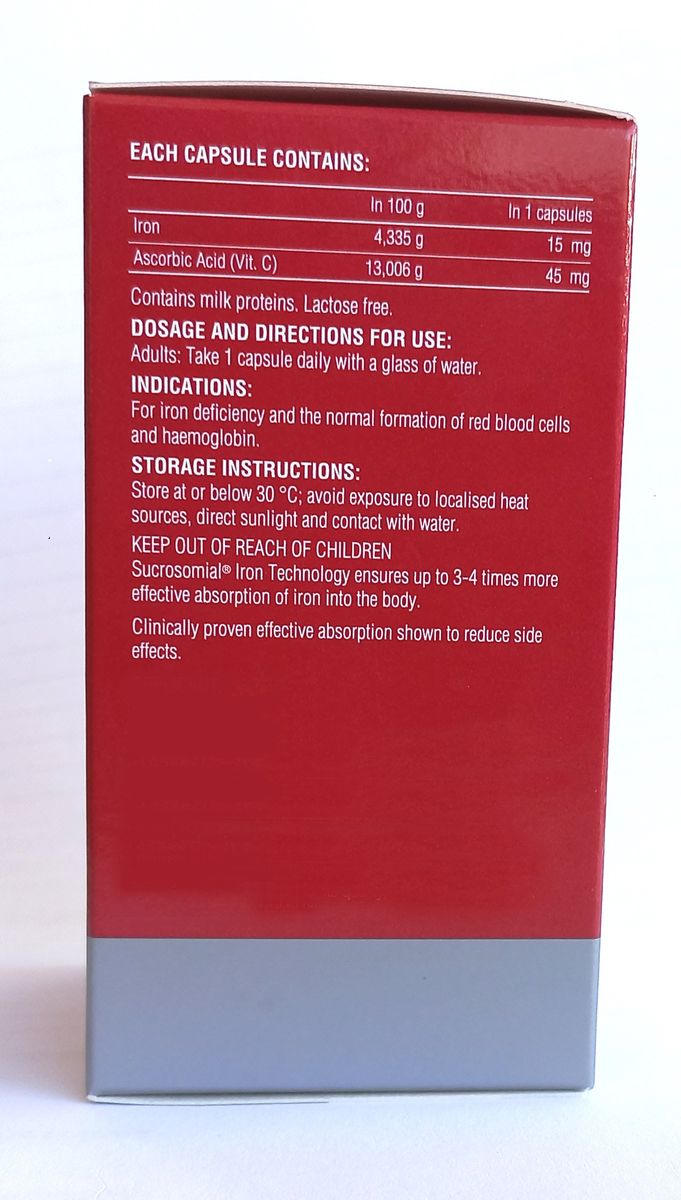 EACH CAPSULE CONTAINS:
In 100 g In 1 capsules
Iron 4,335 g 15 mg
Ascorbic Acid (Vit. C) 13,006 g 45 mg
Contains milk proteins. Lactose free.
DOSAGE AND DIRECTIONS FOR USE:
Adults: Take 1 capsule daily with a glass of water.
INDICATIONS:
For iron deficiency and the normal formation of red blood cells
and haemoglobin.
STORAGE INSTRUCTIONS:
Store at or below 30 °C; avoid exposure to localised heat
sources, direct sunlight and contact with water.
KEEP OUT OF REACH OF CHILDREN
Sucrosomial® Iron Technology ensures up to 3-4 times more
effective absorption of iron into the body.
Clinically proven effective absorption shown to reduce side
effects.